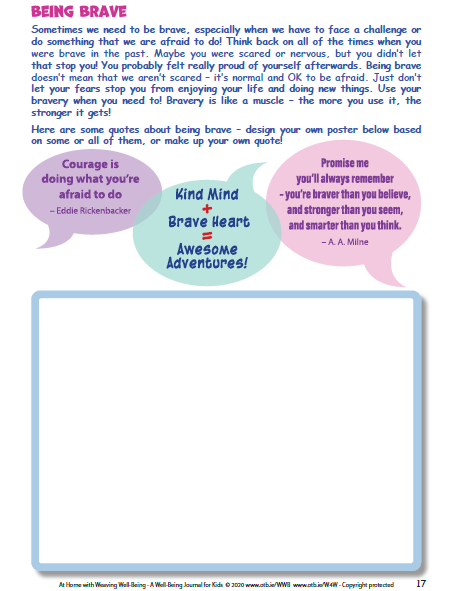 BEING BRAVE
Sometimes we need to be brave, especially when we have to face a challenge or
do something that we are afraid to do! Think back on all of the times when you
were brave in the past. Maybe you were scared or nervous, but you didn't let
that stop you! You probably felt really proud of yourself afterwards. Being brave
doesn't mean that we aren't scared – it's normal and OK to be afraid. Just don't
let your fears stop you from enjoying your life and doing new things. Use your
bravery when you need to! Bravery is like a muscle – the more you use it, the
stronger it gets!
Here are some quotes about being brave – design your own poster below based
on some or all of them, or make up your own quote!
Courage is
doing what you're
afraid to do
– Eddie Rickenbacker
Kind Mind
+
Brave Heart
=
Awesome
Adventures!
Promise me
you'll always remember
- you're braver than you believe,
and stronger than you seem,
and smarter than you think.
– A. A. Milne
At Home with Weaving Well-Being - A Well-Being Journal for Kids © 2020 www.otb.ie/WWB www.otb.ie/W4W - Copyright protected
17